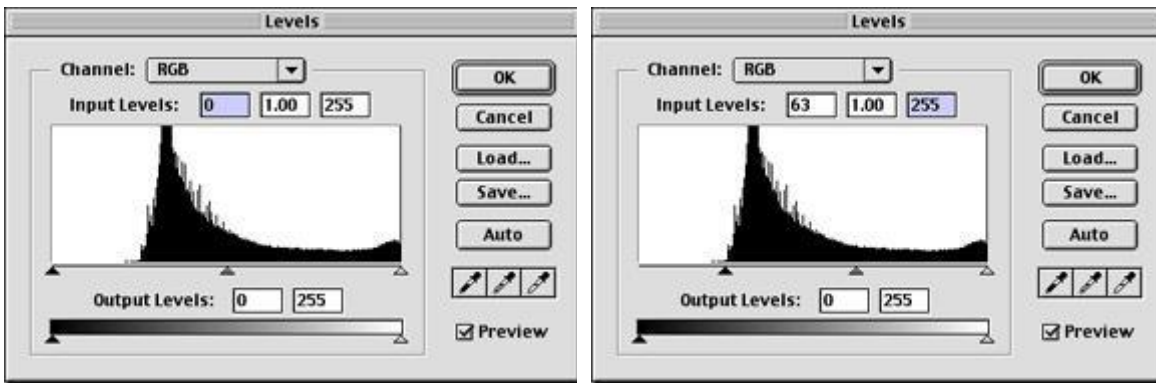 Levels
Channel: RGB
Input Levels: 0 1.00 255
OK
Cancel
Load...
Save...
Auto
Output Levels: 0 255
Preview
Levels
Channel: RGB
Input Levels: 63 1.00 255
OK
Cancel
Load...
Save...
Auto
Output Levels: 0 255
Preview